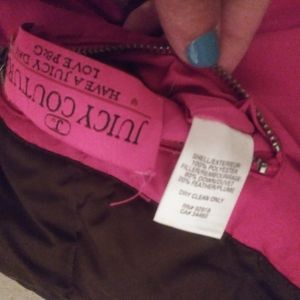 JUICY COUTURE
HAVE A JUICY DAY
LOVE P&G
SHELL/EXTERIEUR
100% POLYESTER
FILLER/REMBOURRAGE
80% DOWN/DUVET
20% FEATHER/PLUME
DRY CLEAN ONLY